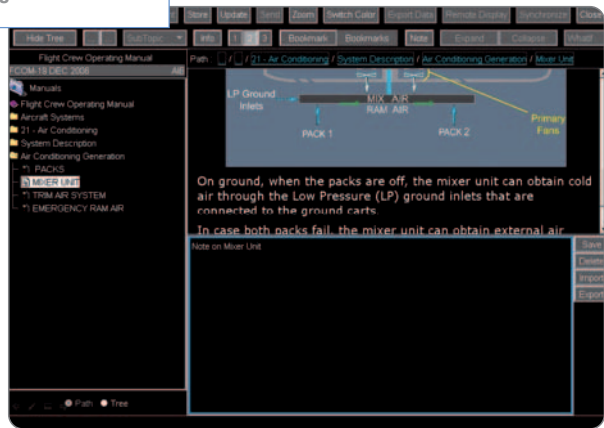 g
Store Update Send Zoom Switch Color Export Data Remote Display Synchronize Close
Hide Tree SubTopic Info 1 2 3 Bookmark Bookmarks Note Expand Collapse
Flight Crew Operating Manual
Path / / 21 - Air Conditioning / System Description / Air Conditioning Generation / Mixer Unit
FCOM-19 DEC 2006
Manuals
Flight Crew Operating Manual
Aircraft Systems
21 - Air Conditioning
System Description
Air Conditioning Generation
PACKS
MIXER UNIT
TRIM AIR SYSTEM
EMERGENCY RAM AIR
Path Tree
LP Ground
Inlets
MIX AIR
RAM AIR
Primary
Fans
PACK 1 PACK 2
On ground, when the packs are off, the mixer unit can obtain cold
air through the Low Pressure (LP) ground inlets that are
connected to the ground carts.
In case both packs fail, the mixer unit can obtain external air
Note on Mixer Unit
Save
Delete
Import
Export